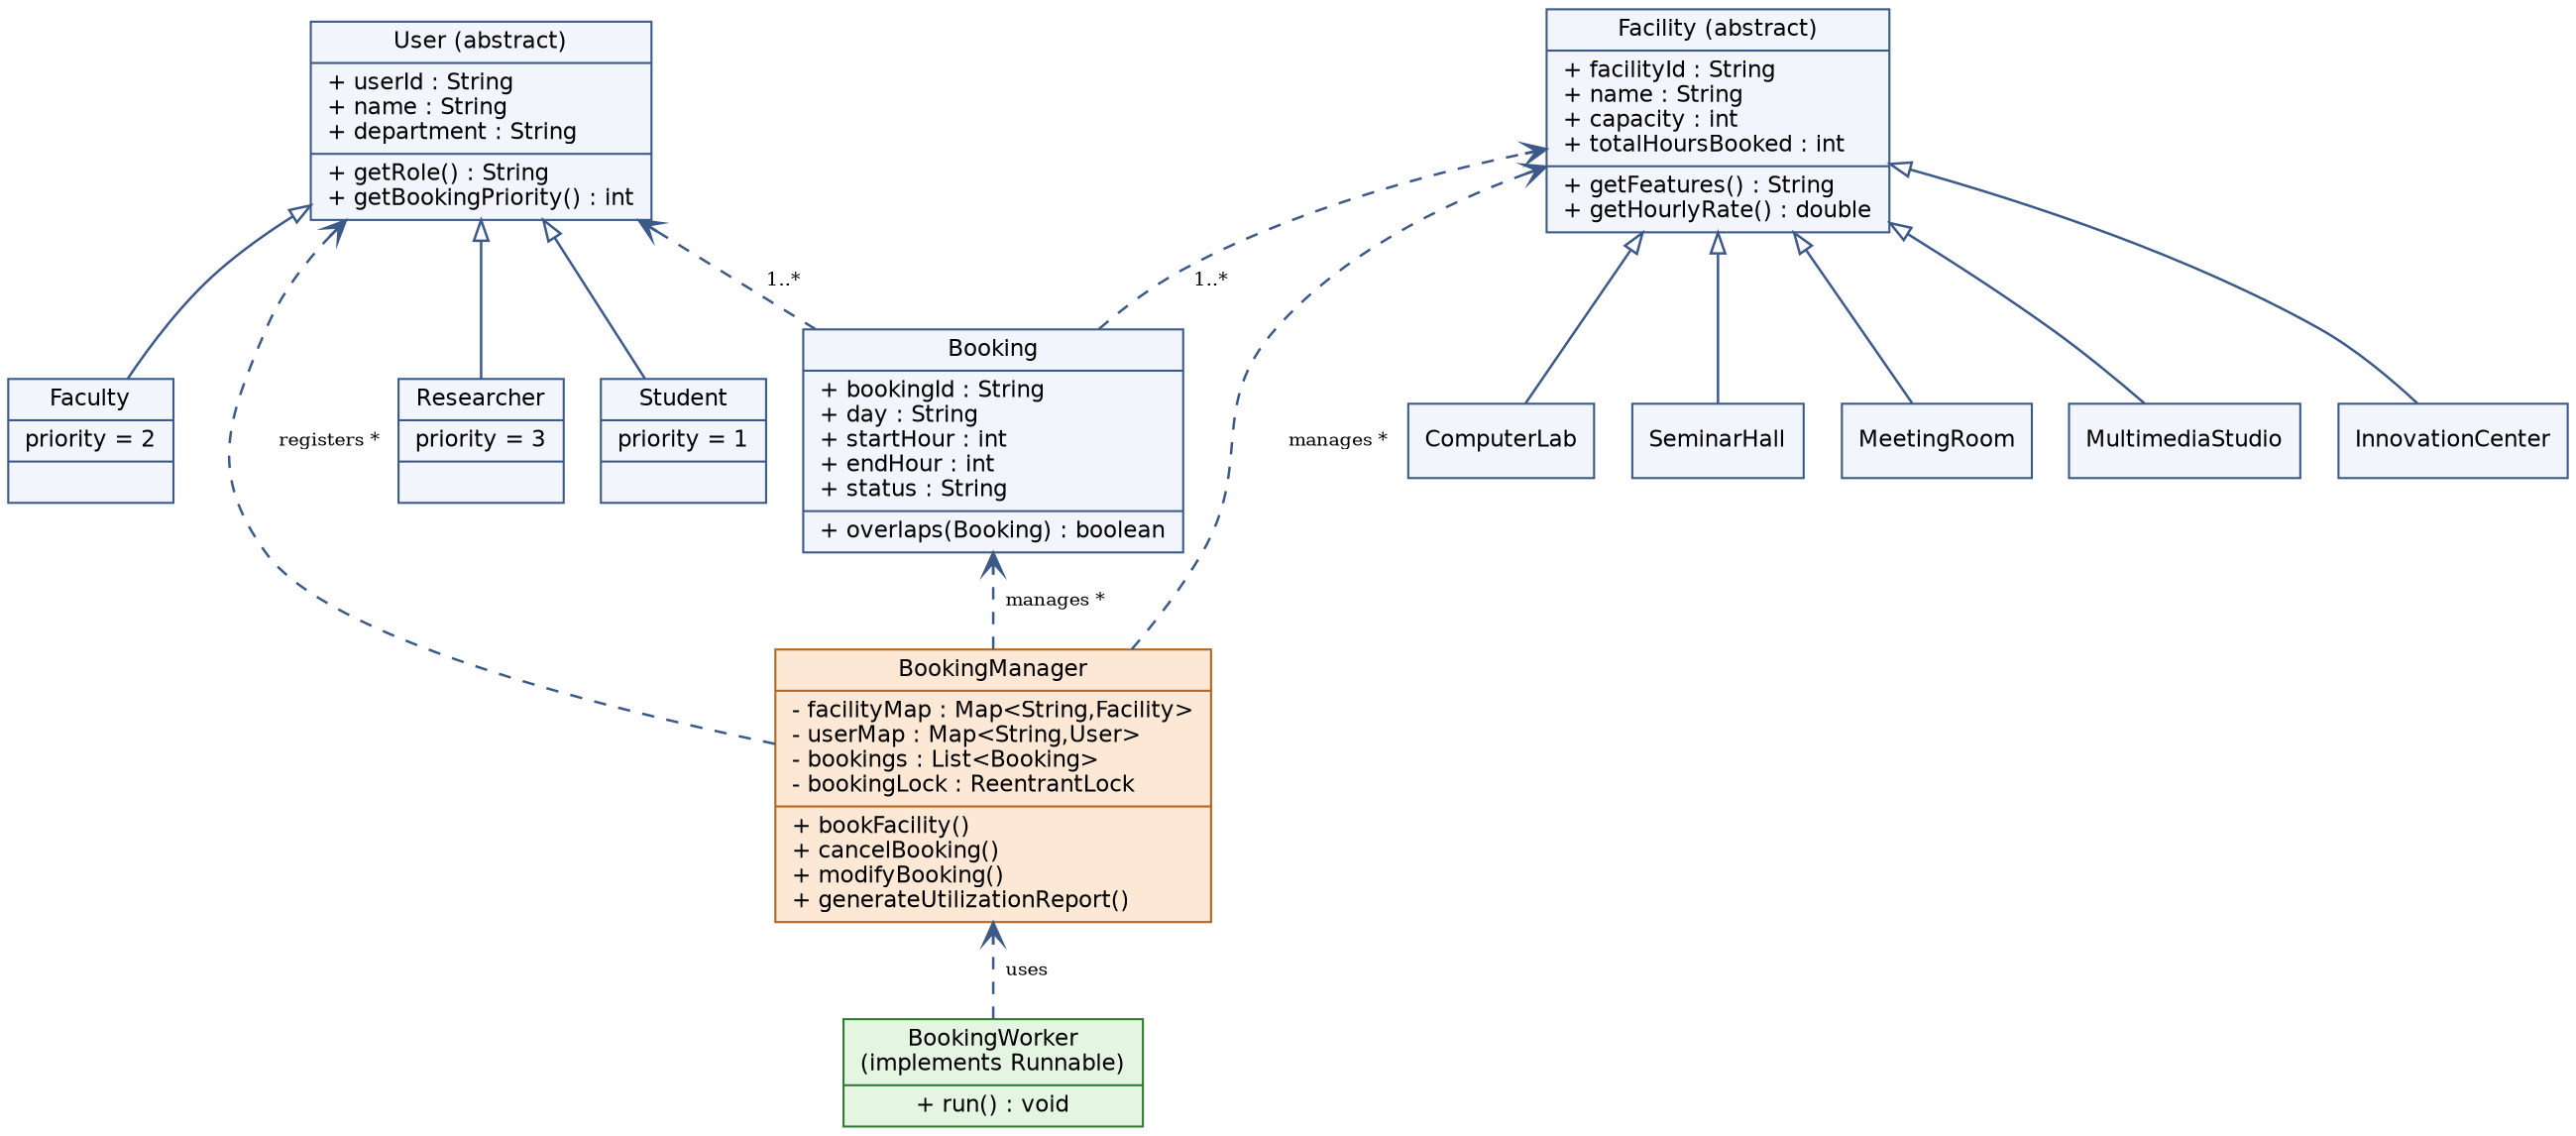 User (abstract)
+ userId : String
+ name : String
+ department : String
+ getRole() : String
+ getBookingPriority() : int
Facility (abstract)
+ facilityId : String
+ name : String
+ capacity : int
+ totalHoursBooked : int
+ getFeatures() : String
+ getHourlyRate() : double
1..*
1..*
Faculty
priority = 2
registers *
Researcher
priority = 3
Student
priority = 1
Booking
+ bookingId : String
+ day : String
+ startHour : int
+ endHour : int
+ status : String
+ overlaps(Booking) : boolean
manages *
ComputerLab
SeminarHall
MeetingRoom
MultimediaStudio
InnovationCenter
manages *
BookingManager
- facilityMap : Map<String,Facility>
- userMap : Map<String,User>
- bookings : List<Booking>
- bookingLock : ReentrantLock
+ bookFacility()
+ cancelBooking()
+ modifyBooking()
+ generateUtilizationReport()
uses
BookingWorker
(implements Runnable)
+ run() : void